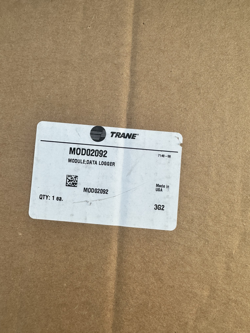 TRANE
MOD02092
MODULE;DATA LOGGER
MOD02092
Made in
USA
QTY: 1 ea.
3G2